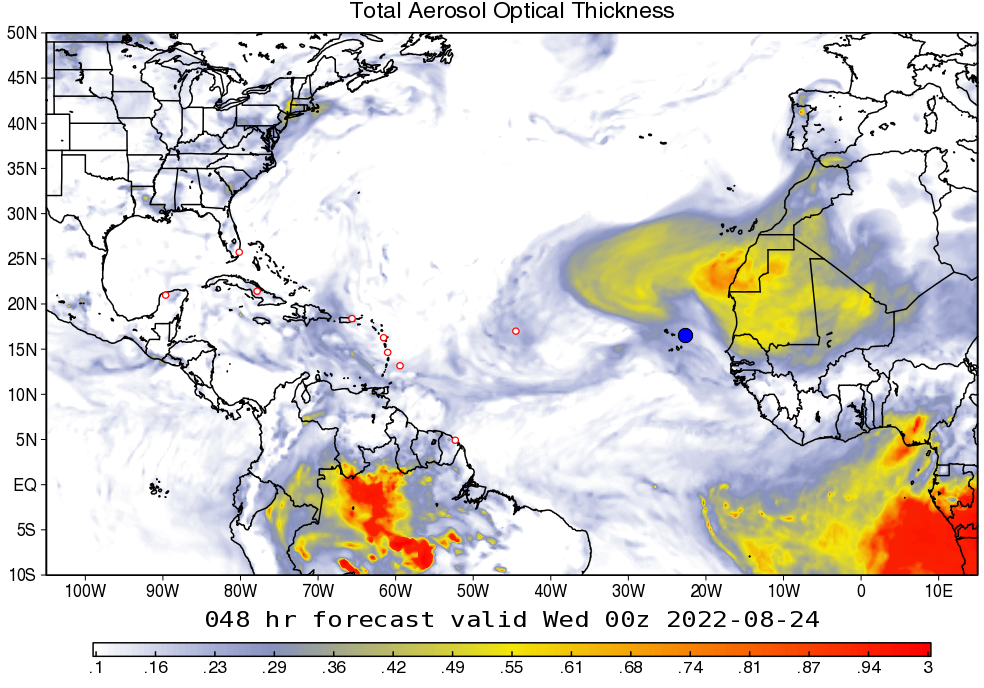 Total Aerosol Optical Thickness
50N
45N
40N
35N
30N
25N
20N
15N
10N
5N
EQ
5S
10S
100W 90W 80W 70W 60W 50W 40W 30W 20W 10W 0 10E
048 hr forecast valid Wed 00z 2022-08-24
.1 .16 .23 .29 .36 .42 .49 .55 .61 .68 .74 .81 .87 .94 3